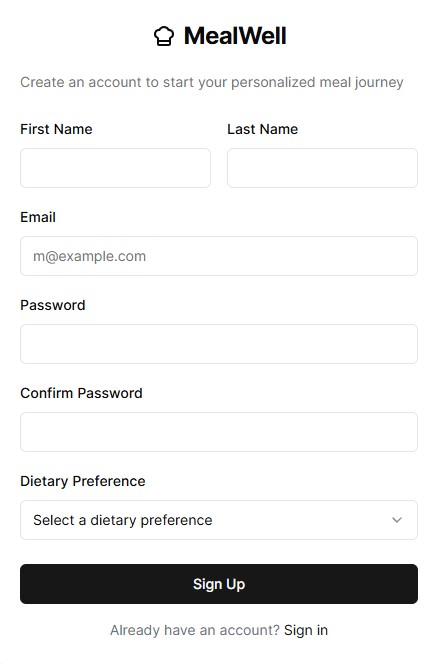 MealWell
Create an account to start your personalized meal journey
First Name Last Name
Email
m@example.com
Password
Confirm Password
Dietary Preference
Select a dietary preference
Sign Up
Already have an account? Sign in